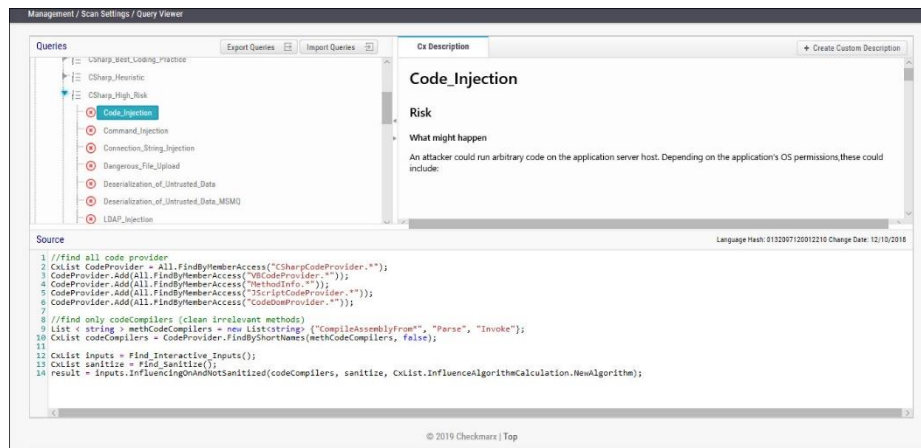 Management / Scan Settings / Query Viewer
Queries
Export Queries
Import Queries
CSharp_Best_Coding_Practice
CSharp_Heuristic
CSharp_High_Risk
Code_Injection
Command_Injection
Connection_String_Injection
Dangerous_File_Upload
Deserialization_of_Untrusted_Data
Deserialization_of_Untrusted_Data_MSMQ
LDAP_Injection
Cx Description
+ Create Custom Description
Code_Injection
Risk
What might happen
An attacker could run arbitrary code on the application server host. Depending on the application's OS permissions,these could
include:
Source
Language Hash: 0132097120012210 Change Date: 12/10/2018
1 //find all code provider
2 CxList CodeProvider = All.FindByMemberAccess("CSharpCodeProvider.*");
3 CodeProvider.Add(All.FindByMemberAccess("VBCodeProvider.*"));
4 CodeProvider.Add(All.FindByMemberAccess("MethodInfo.*"));
5 CodeProvider.Add(All.FindByMemberAccess("JScriptCodeProvider.*"));
6 CodeProvider.Add(All.FindByMemberAccess("CodeDomProvider.*"));
7
8 //find only codeCompilers (clean irrelevant methods)
9 List < string > methCodeCompilers = new List<string> {"CompileAssemblyFrom*", "Parse", "Invoke"};
10 CxList codeCompilers = CodeProvider.FindByShortNames(methCodeCompilers, false);
11
12 CxList inputs = Find_Interactive_Inputs();
13 CxList sanitize = Find_Sanitize();
14 result = inputs.InfluencingOnAndNotSanitized(codeCompilers, sanitize, CxList.InfluenceAlgorithmCalculation.NewAlgorithm);
© 2019 Checkmarx | Top